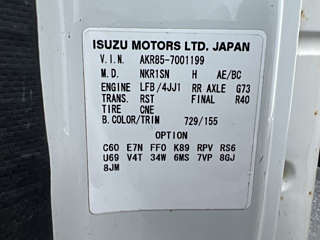 ISUZU MOTORS LTD. JAPAN
V.I.N. AKR85-7001199
M.D. NKR1SN H AE/BC
ENGINE LFB/4JJ1 RR AXLE G73
TRANS. RST FINAL R40
TIRE CNE
B.COLOR/TRIM 729/155
OPTION
C60 E7N FF0 K89 RPV RS6
U69 V4T 34W 6MS 7VP 8GJ
8JM